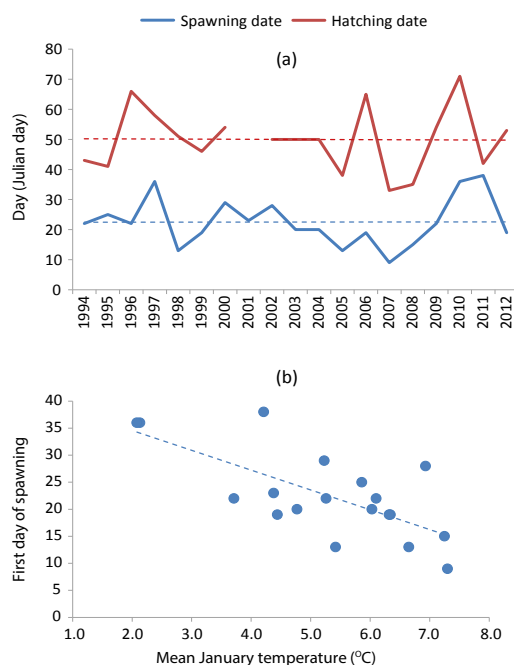 Spawning date Hatching date
(a)
Day (Julian day)
80
70
60
50
40
30
20
10
0
1994 1995 1996 1997 1998 1999 2000 2001 2002 2003 2004 2005 2006 2007 2008 2009 2010 2011 2012
(b)
First day of spawning
40
35
30
25
20
15
10
5
0
1.0 2.0 3.0 4.0 5.0 6.0 7.0 8.0
Mean January temperature (⁰C)